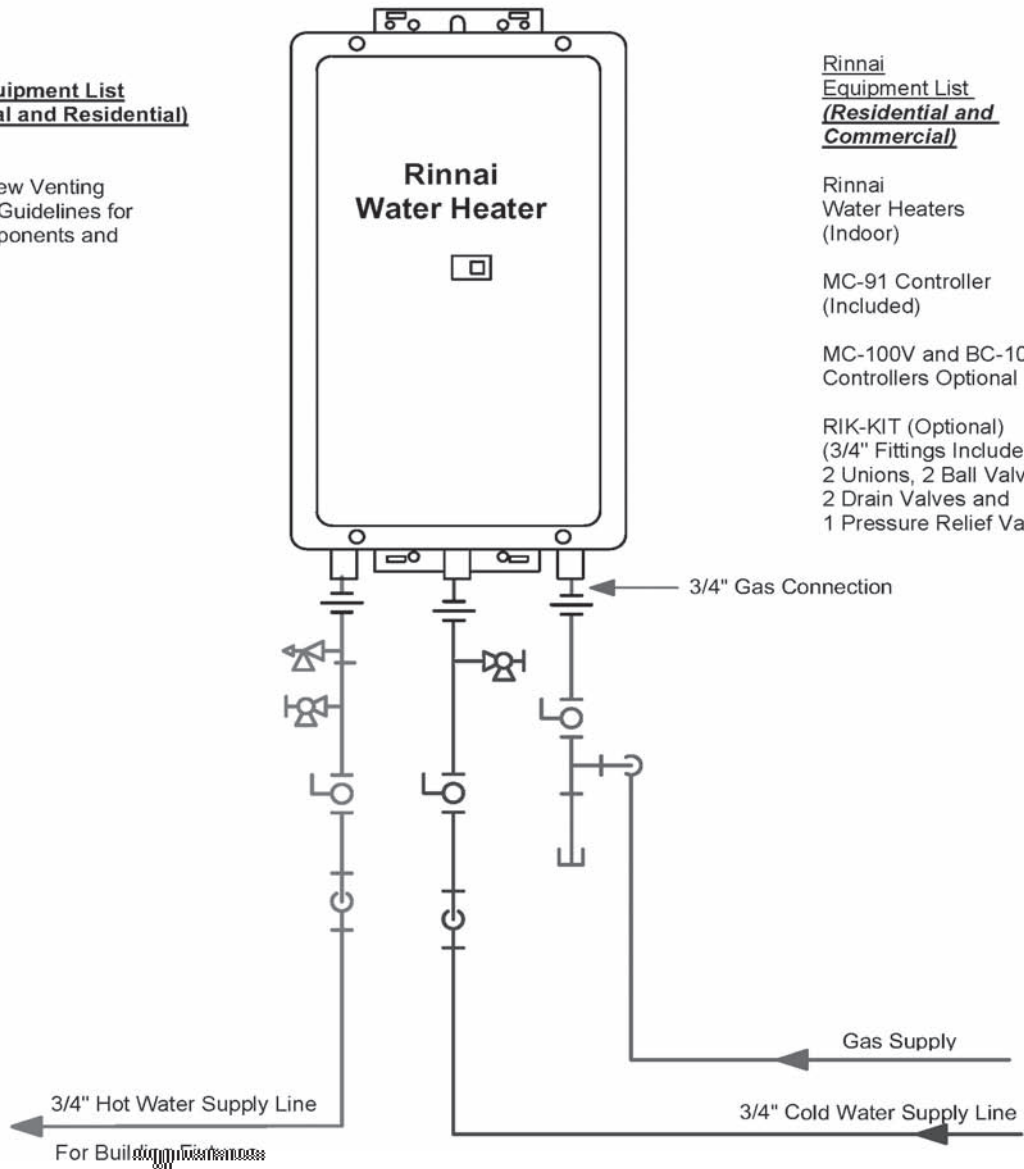 uipment List
al and Residential)
ew Venting
Guidelines for
ponents and
Rinnai
Water Heater
Rinnai
Equipment List
(Residential and
Commercial)
Rinnai
Water Heaters
(Indoor)
MC-91 Controller
(Included)
MC-100V and BC-10
Controllers Optional
RIK-KIT (Optional)
(3/4" Fittings Include
2 Unions, 2 Ball Valv
2 Drain Valves and
1 Pressure Relief Va
3/4" Gas Connection
Gas Supply
3/4" Hot Water Supply Line
3/4" Cold Water Supply Line
For Building